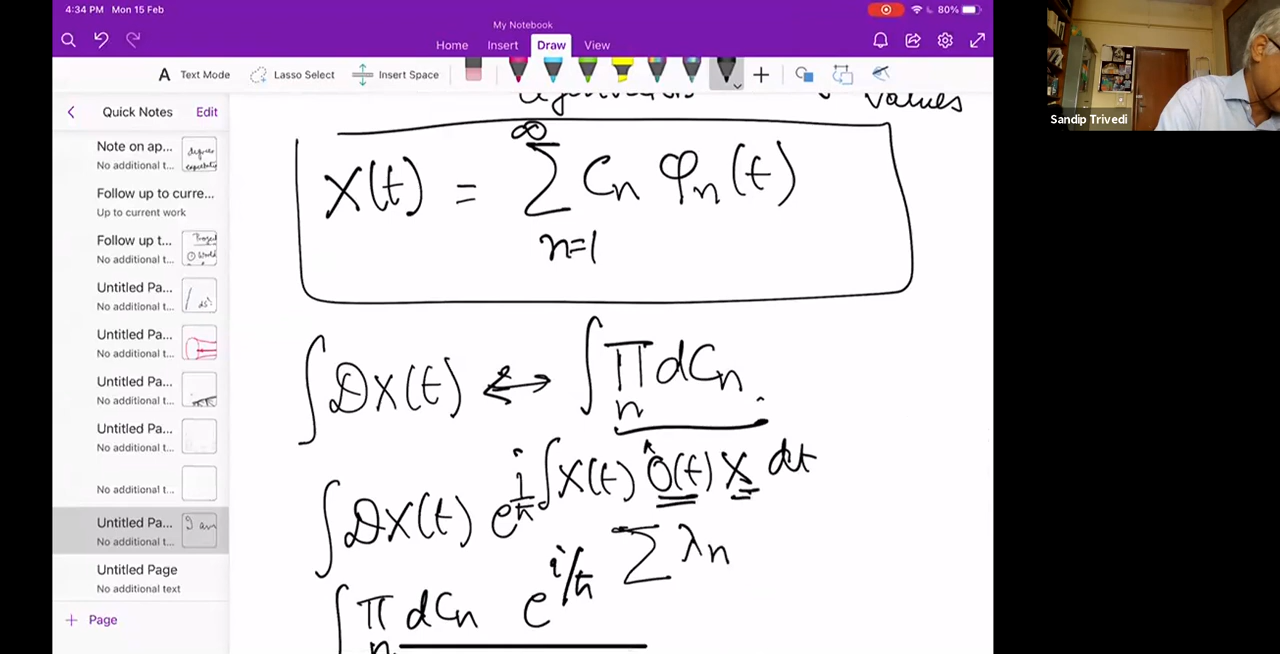 4:34 PM Mon 15 Feb
80%
My Notebook
Home Insert Draw View
Text Mode
Lasso Select
Insert Space
Quick Notes
Edit
Note on ap...
No additional t...
Follow up to curre...
Up to current work
Follow up t...
No additional t...
Untitled Pa...
No additional t...
Untitled Pa...
No additional t...
Untitled Pa...
No additional t...
Untitled Pa...
No additional t...
No additional t...
Untitled Pa...
No additional t...
Untitled Page
No additional text
Page
values
X(t) = ∑_{n=1}^{∞} C_n φ_n(t)
∫ 𝒟X(t) ↔ ∫ Π_n dC_n
∫ 𝒟X(t) e^{i/ħ ∫ X(t) Ô(t) X dt}
∫ Π_n dC_n e^{i/ħ ∑ λ_n}
Sandip Trivedi